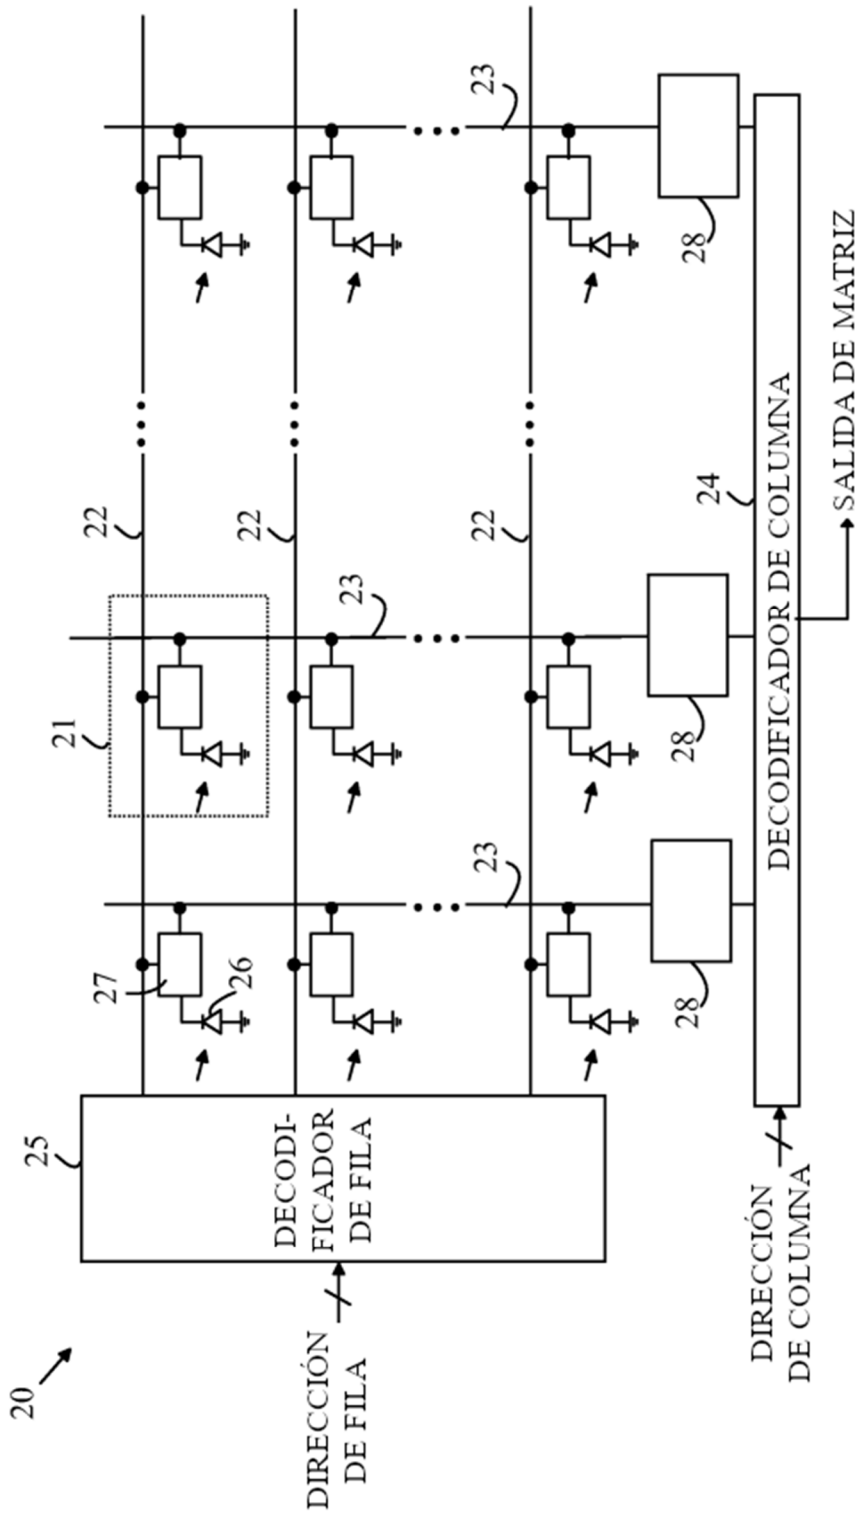 20
25
DECODI-
FICADOR
DE FILA
DIRECCIÓN
DE FILA
21
22
22
22
23
23
23
27
26
28
28
28
24
DECODIFICADOR DE COLUMNA
SALIDA DE MATRIZ
DIRECCIÓN
DE COLUMNA